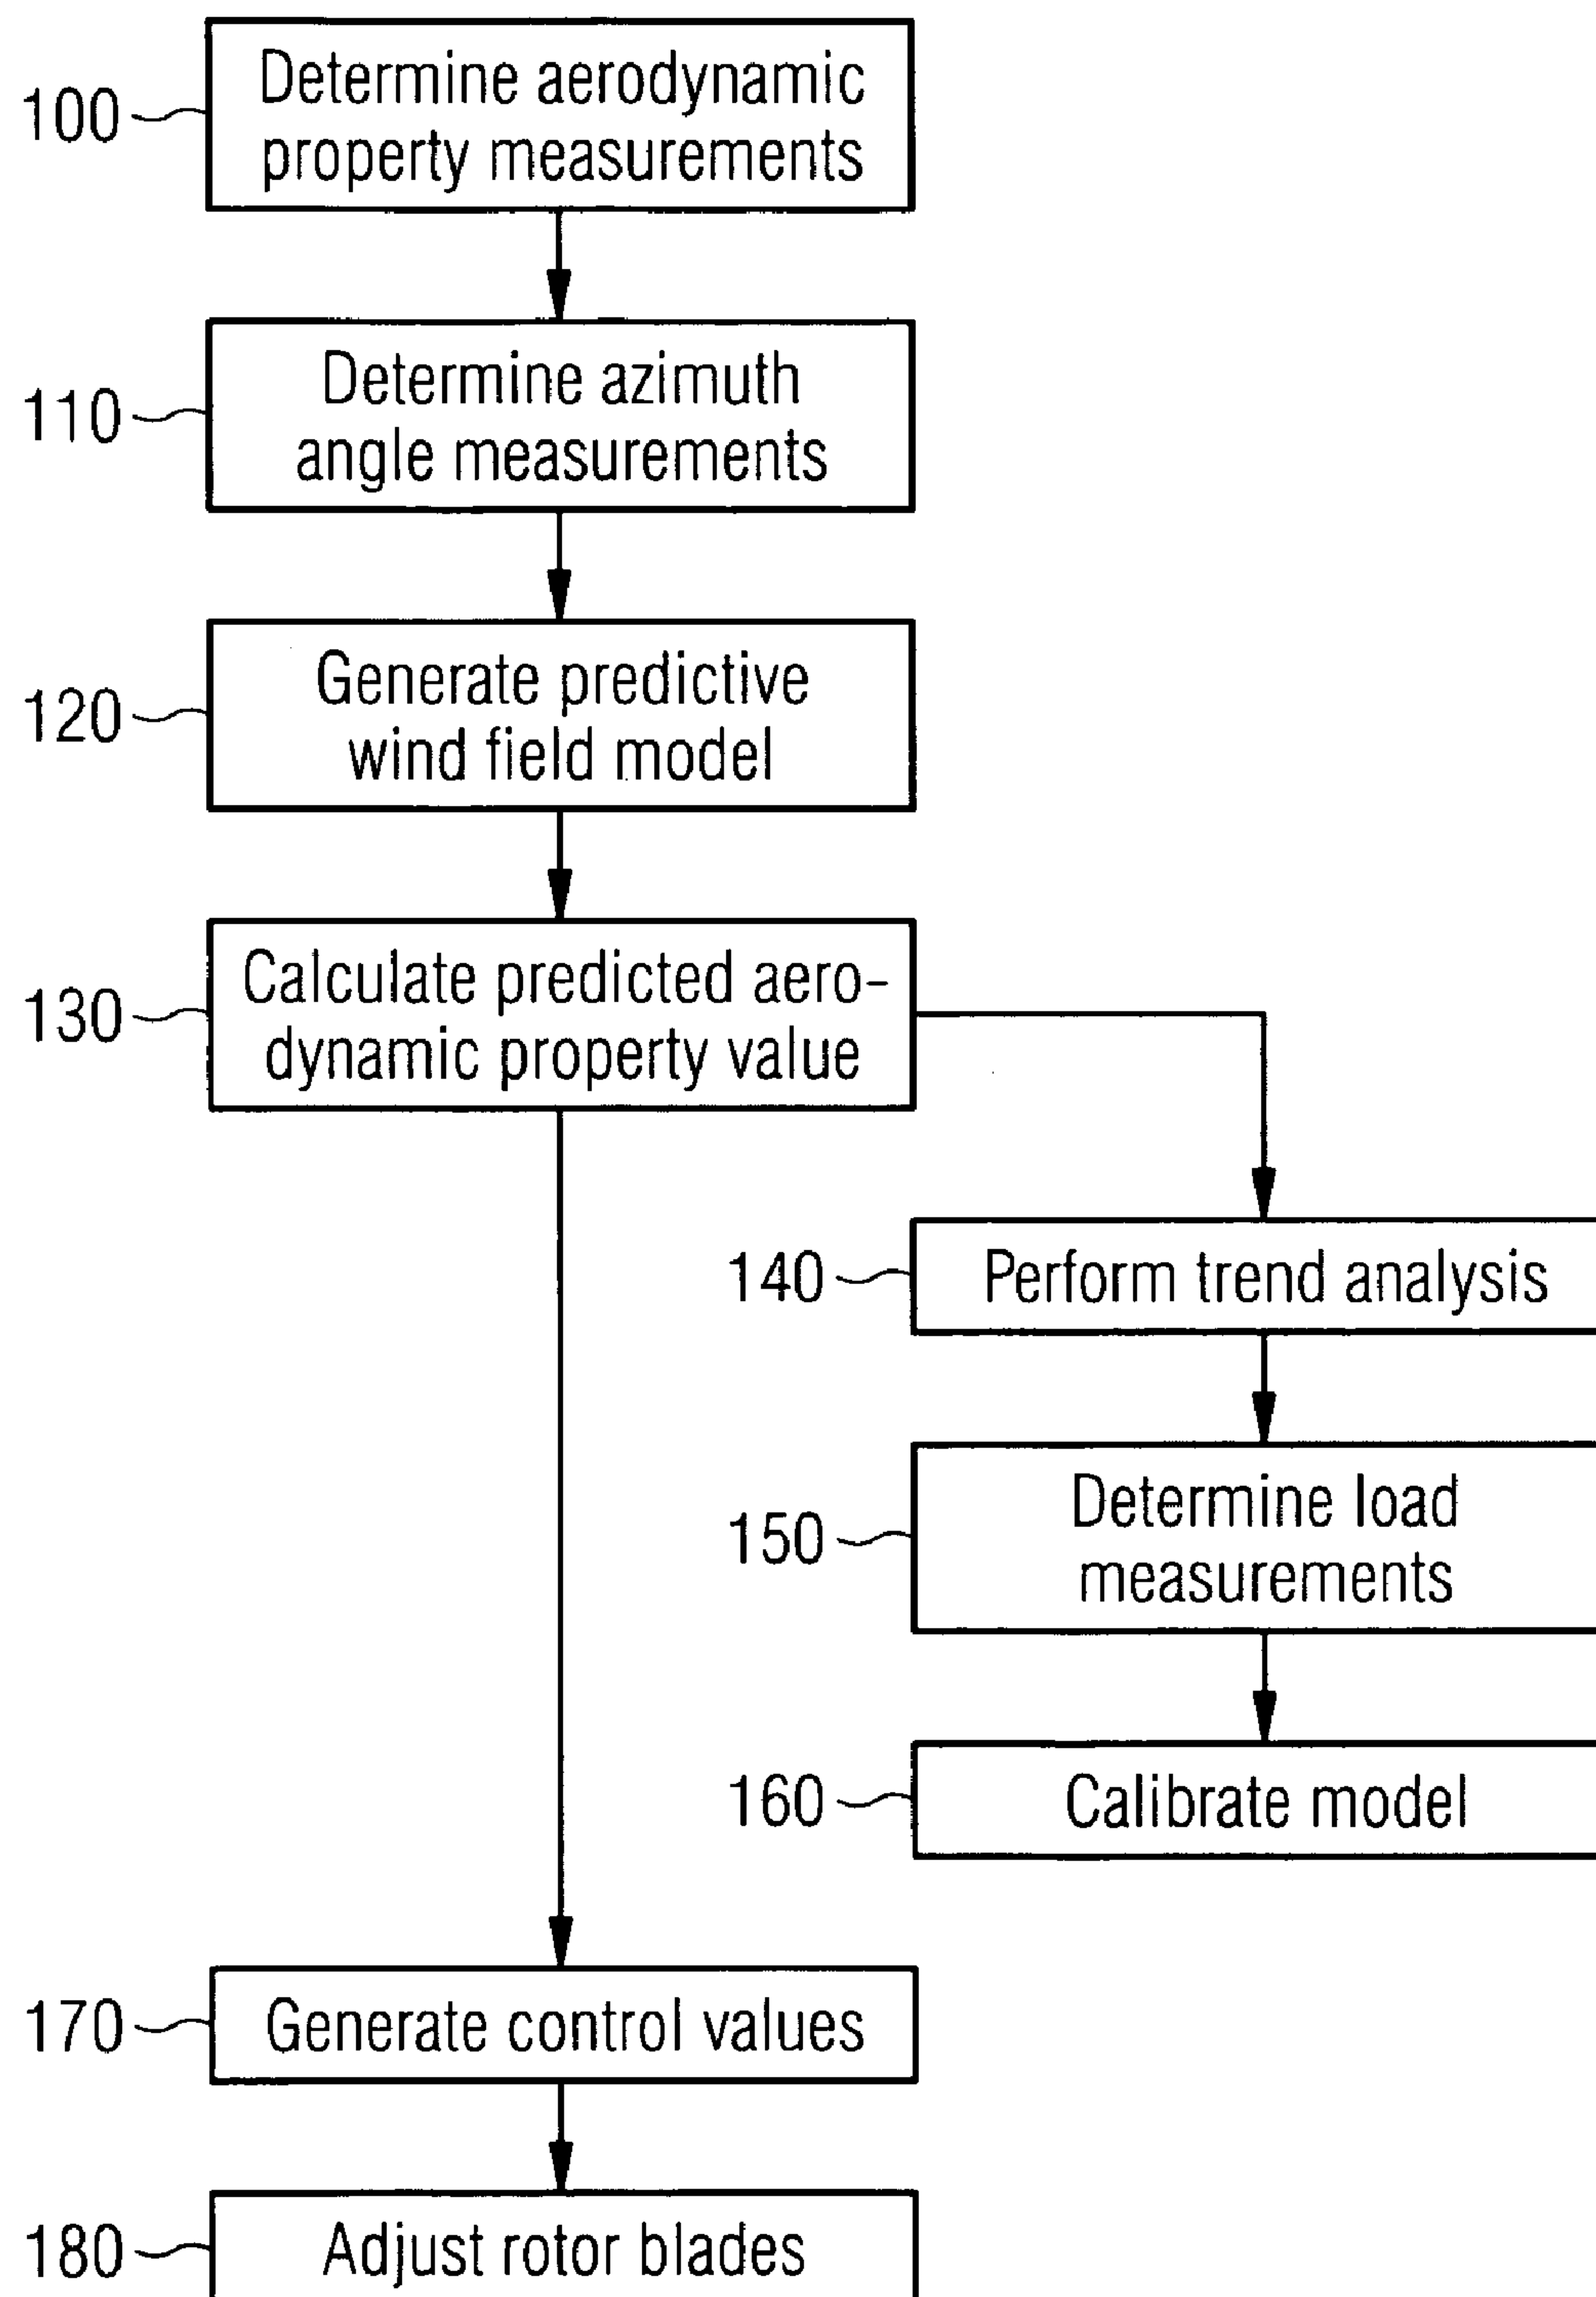 100
Determine aerodynamic
property measurements
110
Determine azimuth
angle measurements
120
Generate predictive
wind field model
130
Calculate predicted aero-
dynamic property value
140
Perform trend analysis
150
Determine load
measurements
160
Calibrate model
170
Generate control values
180
Adjust rotor blades